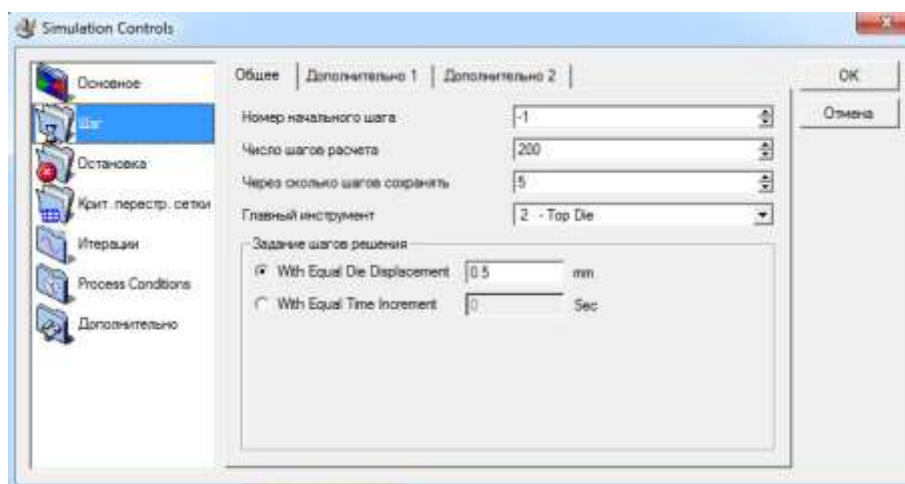 Simulation Controls
Основное
Шаг
Остановка
Крит. перестр. сетки
Итерации
Process Conditions
Дополнительно
Общее
Дополнительно 1
Дополнительно 2
Номер начального шага
-1
Число шагов расчета
200
Через сколько шагов сохранять
5
Главный инструмент
2 - Top Die
Задание шагов решения
With Equal Die Displacement
0.5
mm
With Equal Time Increment
0
Sec
OK
Отмена